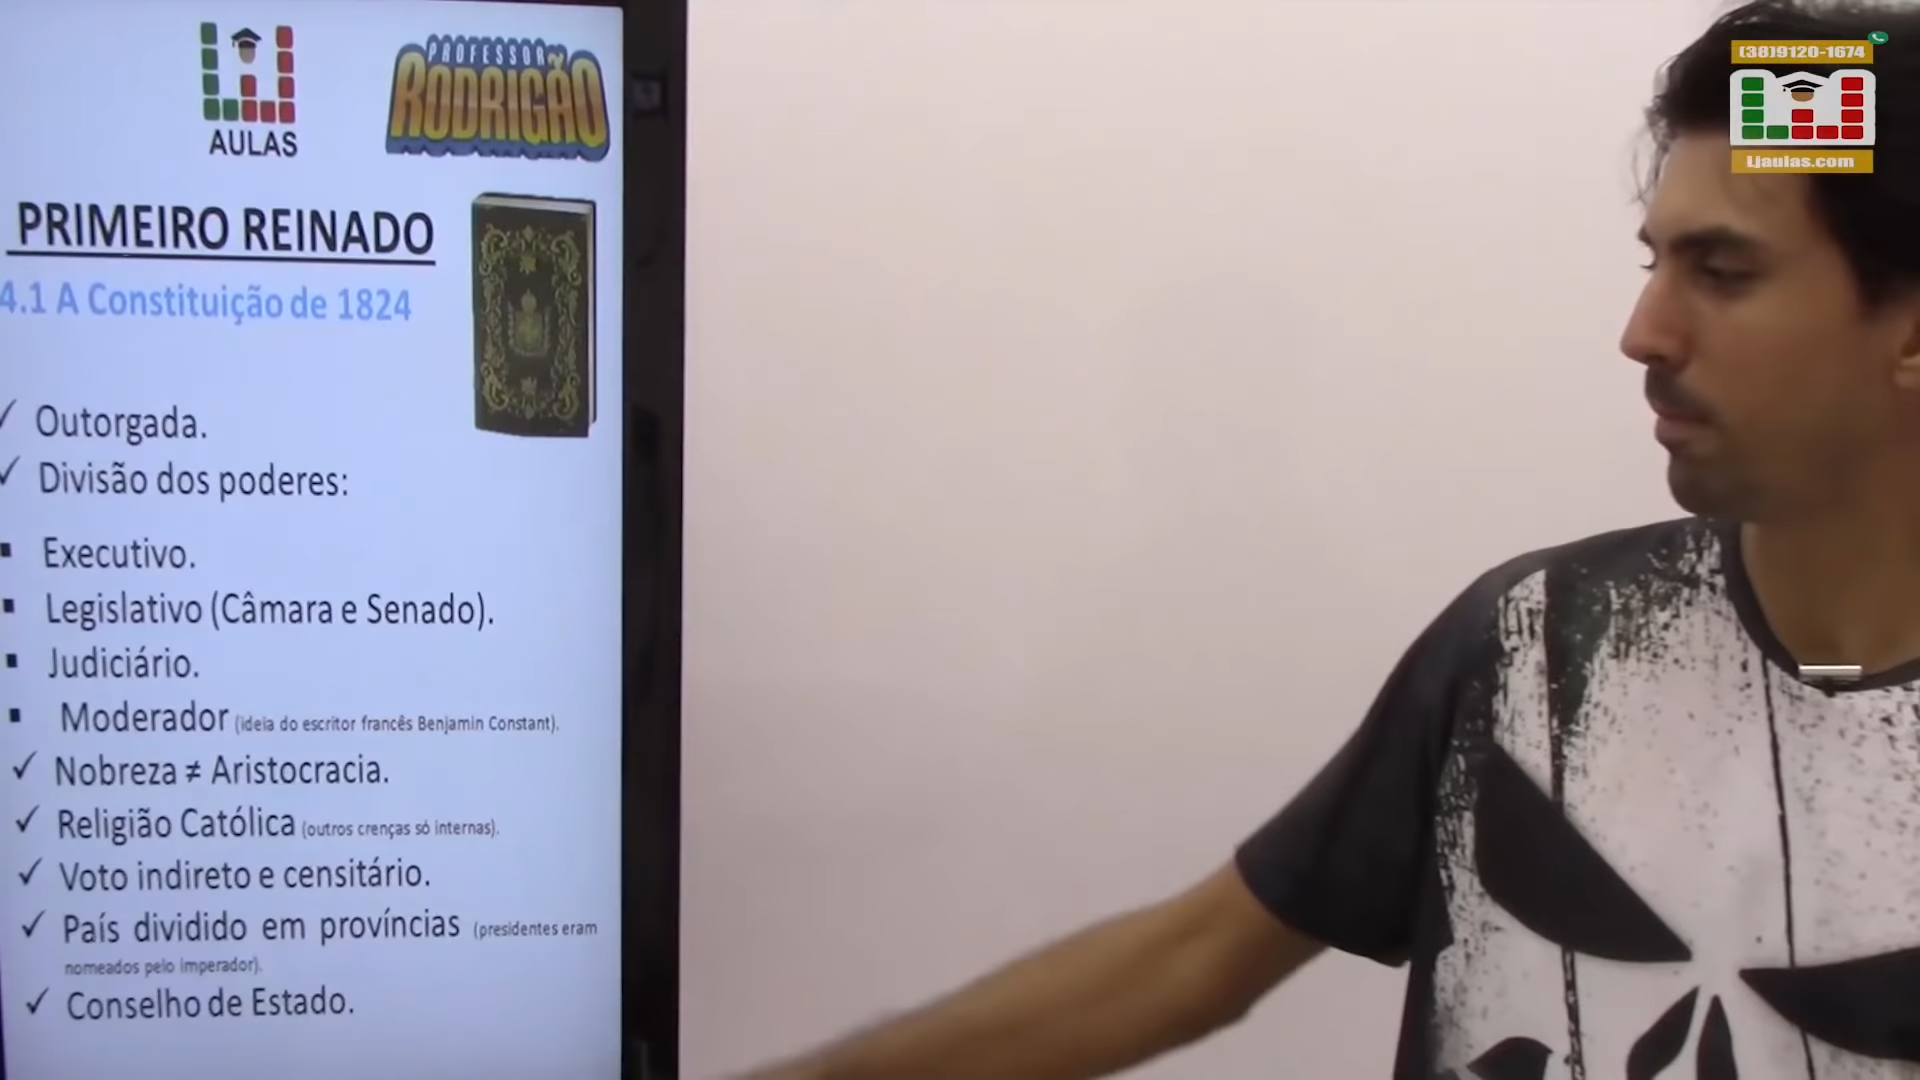 AULAS
PROFESSOR
RODRIGÃO
(38)9120-1674
Ljaulas.com
PRIMEIRO REINADO
4.1 A Constituição de 1824
✓ Outorgada.
✓ Divisão dos poderes:
▪ Executivo.
▪ Legislativo (Câmara e Senado).
▪ Judiciário.
▪ Moderador (ideia do escritor francês Benjamin Constant).
✓ Nobreza ≠ Aristocracia.
✓ Religião Católica (outros crenças só internas).
✓ Voto indireto e censitário.
✓ País dividido em províncias (presidentes eram
nomeados pelo imperador).
✓ Conselho de Estado.